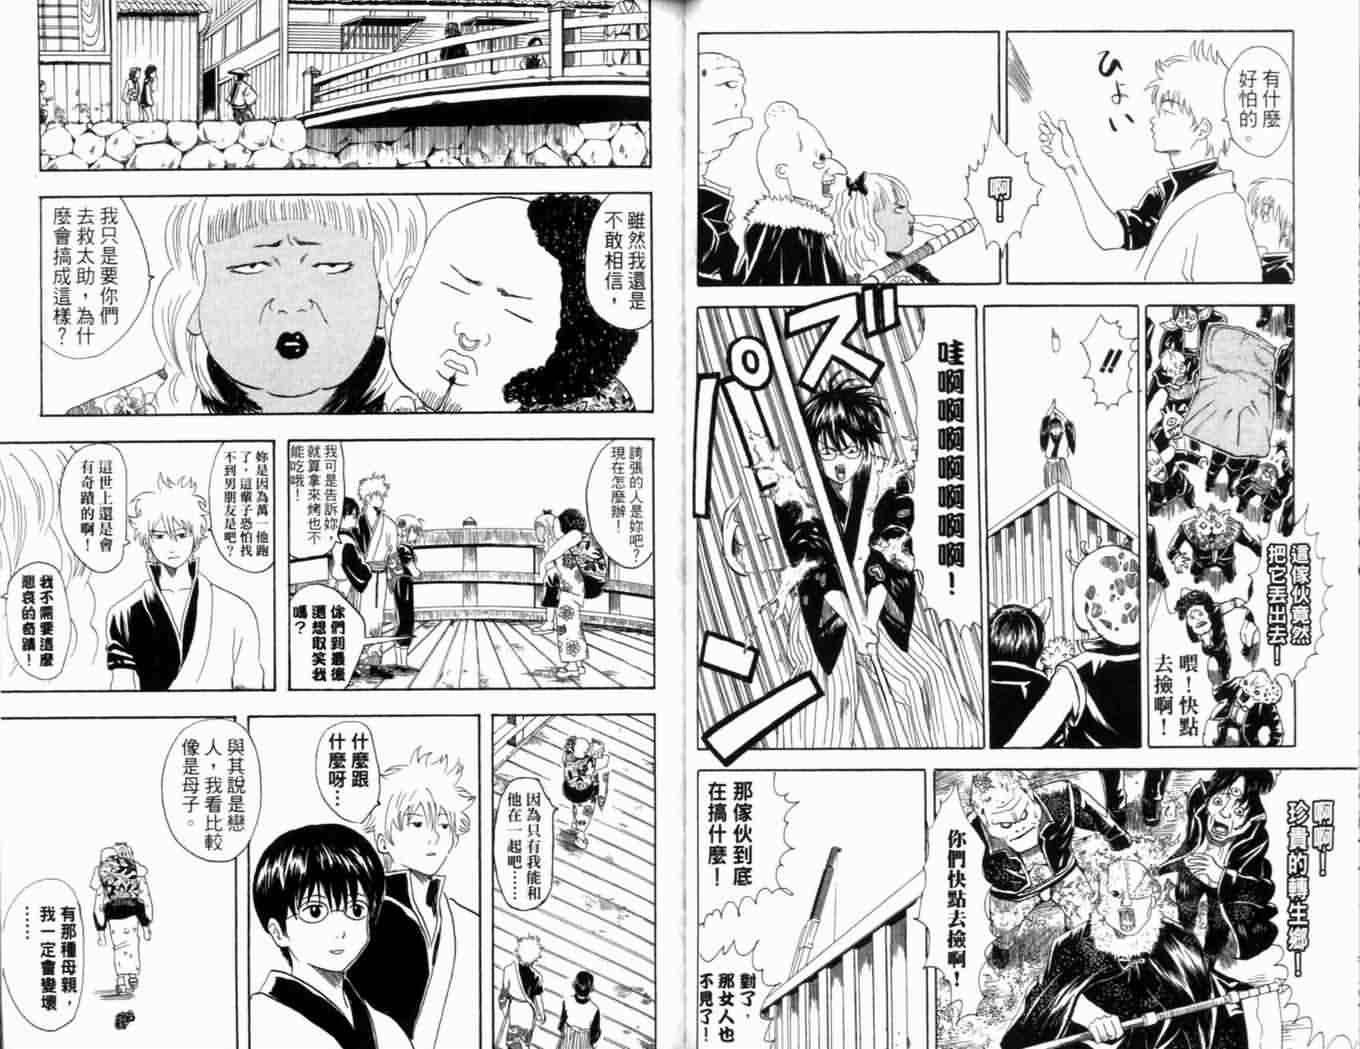 有什麼
好怕的。
ひょい
啊!
這傢伙竟然
把它丟出去!
喂!快點
去撿啊!
!!
哇啊啊啊啊啊啊啊!
ズパーン
啊啊!
珍貴的轉生鄉!
你們快點去撿啊!
那傢伙到底
在搞什麼!
對了,
那女人也
不見了!
雖然我還是
不敢相信,
我只是要你們
去救太助,為什
麼會搞成這樣?
誇張的人是妳吧?
現在怎麼辦!
我可是告訴妳,
就算拿來烤也不
能吃哦!
你們到最後
還想取笑我
嗎?
妳是因為萬一他跑
了,這輩子恐怕找
不到男朋友是吧?
這世上還是會
有奇蹟的啊!
我不需要這麼
悲哀的奇蹟!
因為只有我能和
他在一起吧……
什麼跟
什麼呀…
與其說是戀
人,我看比較
像是母子。
有那種母親,
我一定會變壞
……